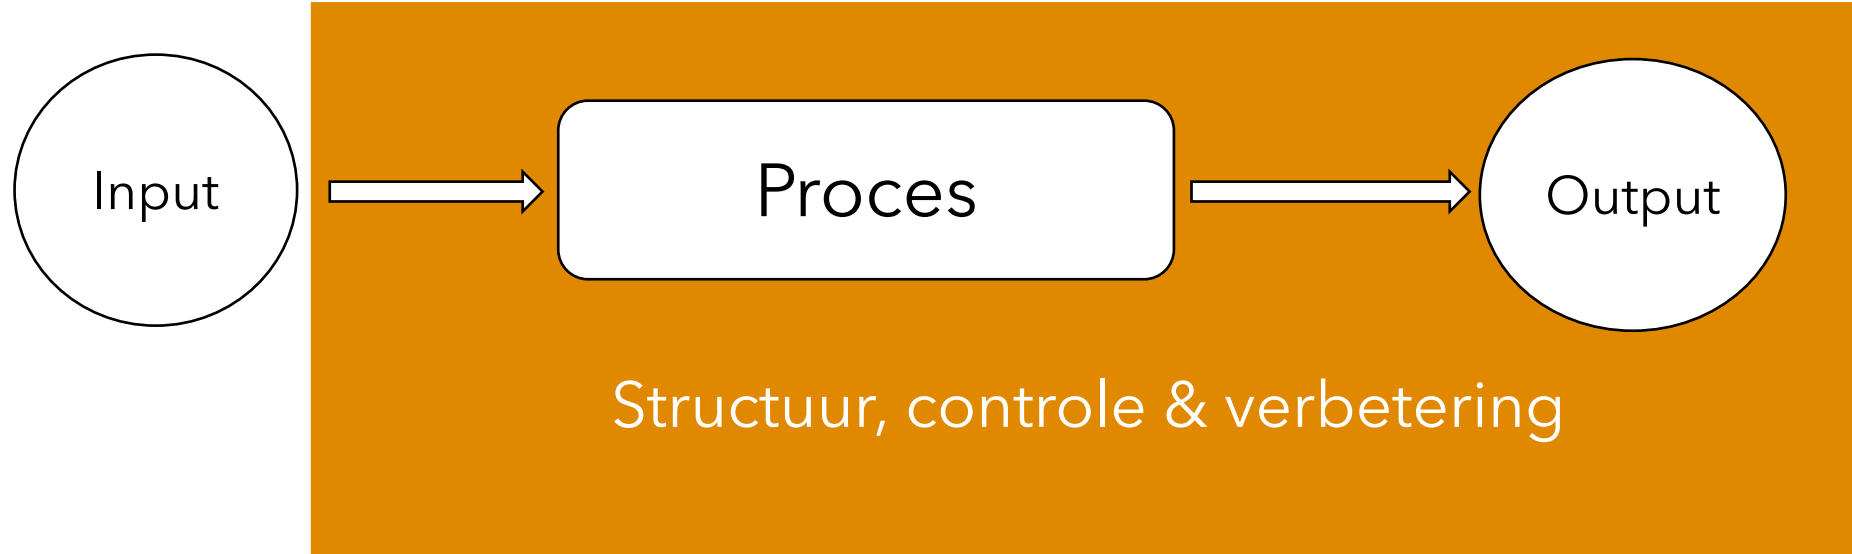 Input
Proces
Output
Structuur, controle & verbetering